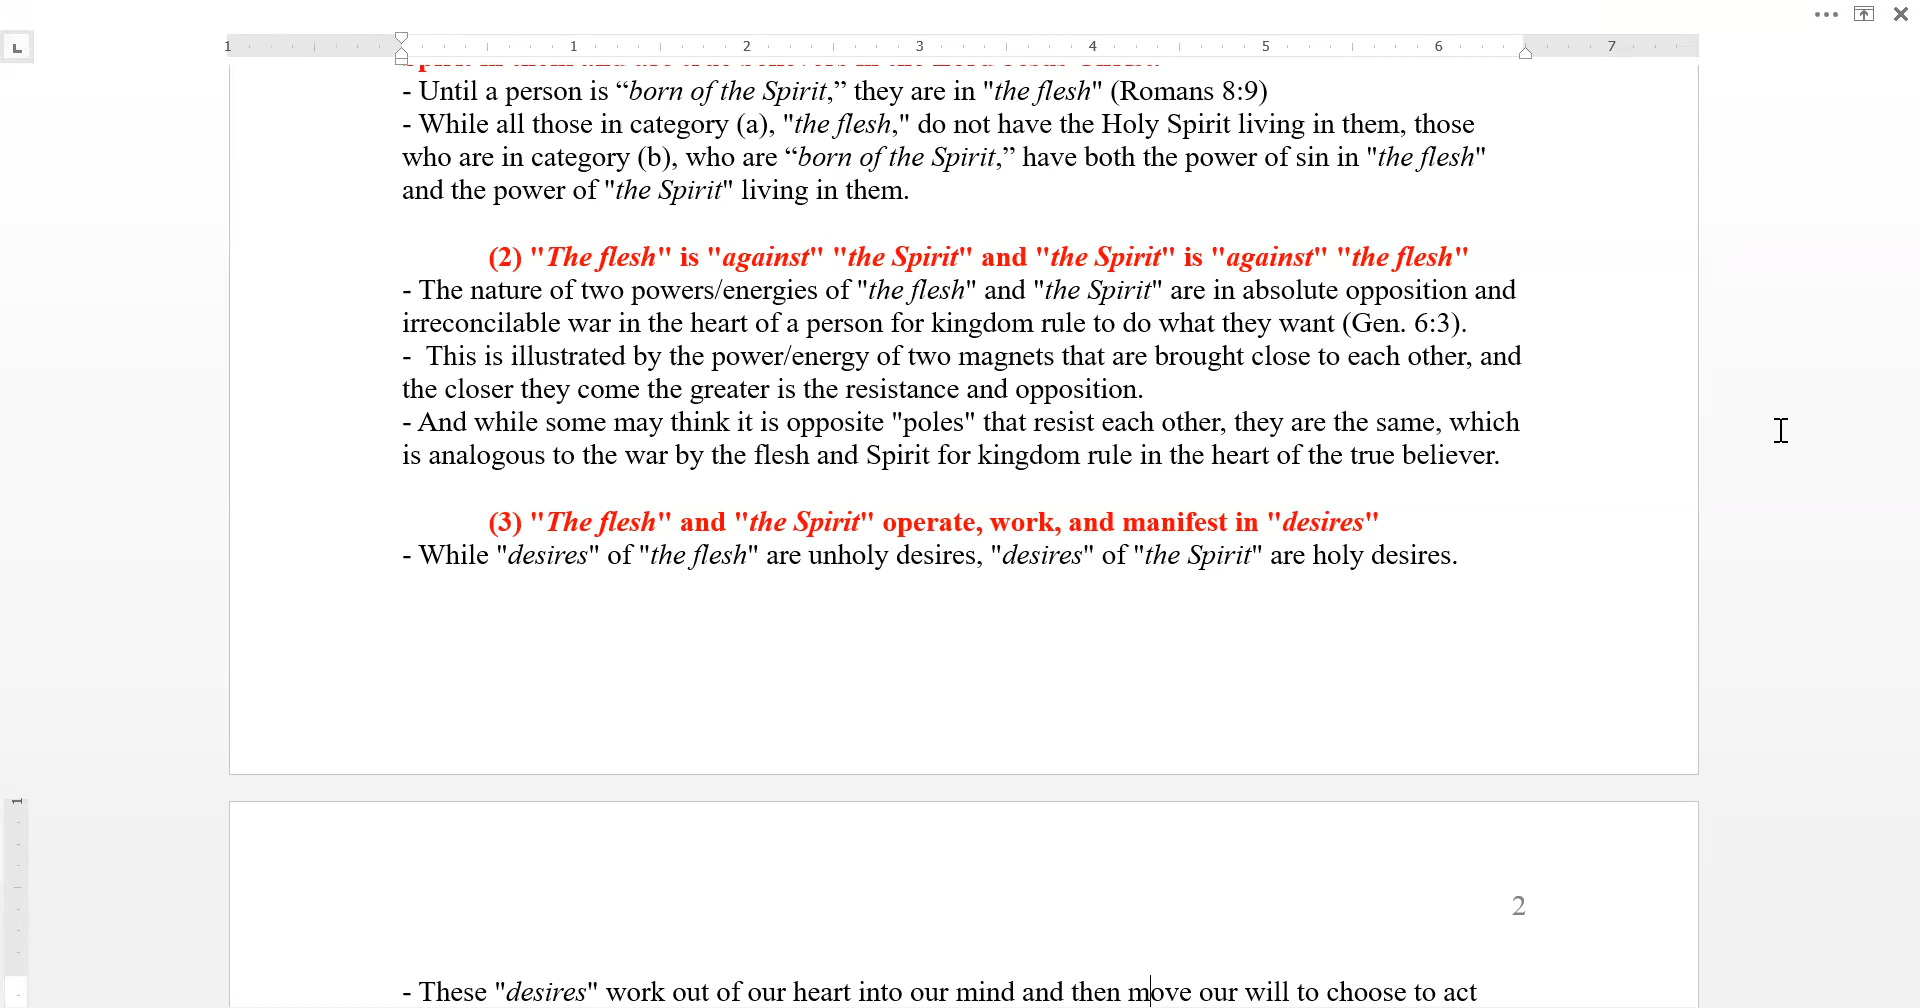 1 1 2 3 4 5 6 7
- Until a person is “born of the Spirit,” they are in "the flesh" (Romans 8:9)
- While all those in category (a), "the flesh," do not have the Holy Spirit living in them, those
who are in category (b), who are “born of the Spirit,” have both the power of sin in "the flesh"
and the power of "the Spirit" living in them.
(2) "The flesh" is "against" "the Spirit" and "the Spirit" is "against" "the flesh"
- The nature of two powers/energies of "the flesh" and "the Spirit" are in absolute opposition and
irreconcilable war in the heart of a person for kingdom rule to do what they want (Gen. 6:3).
-  This is illustrated by the power/energy of two magnets that are brought close to each other, and
the closer they come the greater is the resistance and opposition.
- And while some may think it is opposite "poles" that resist each other, they are the same, which
is analogous to the war by the flesh and Spirit for kingdom rule in the heart of the true believer.
(3) "The flesh" and "the Spirit" operate, work, and manifest in "desires"
- While "desires" of "the flesh" are unholy desires, "desires" of "the Spirit" are holy desires.
1
2
- These "desires" work out of our heart into our mind and then move our will to choose to act